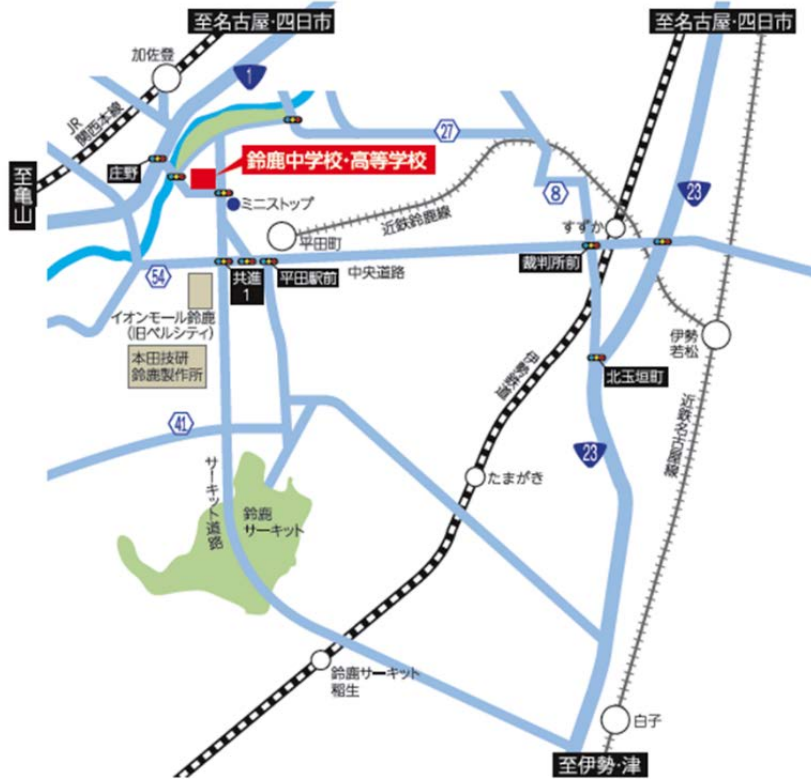 至名古屋・四日市
至名古屋・四日市
加佐登
1
JR
関西本線
27
庄野
鈴鹿中学校・高等学校
至亀山
ミニストップ
8
23
近鉄鈴鹿線
すずか
平田町
裁判所前
54
共進
1
平田駅前
中央道路
イオンモール鈴鹿
(旧ベルシティ)
伊勢
若松
本田技研
鈴鹿製作所
伊勢鉄道
北玉垣町
41
近鉄名古屋線
23
サーキット道路
たまがき
鈴鹿
サーキット
鈴鹿サーキット
稲生
白子
至伊勢・津